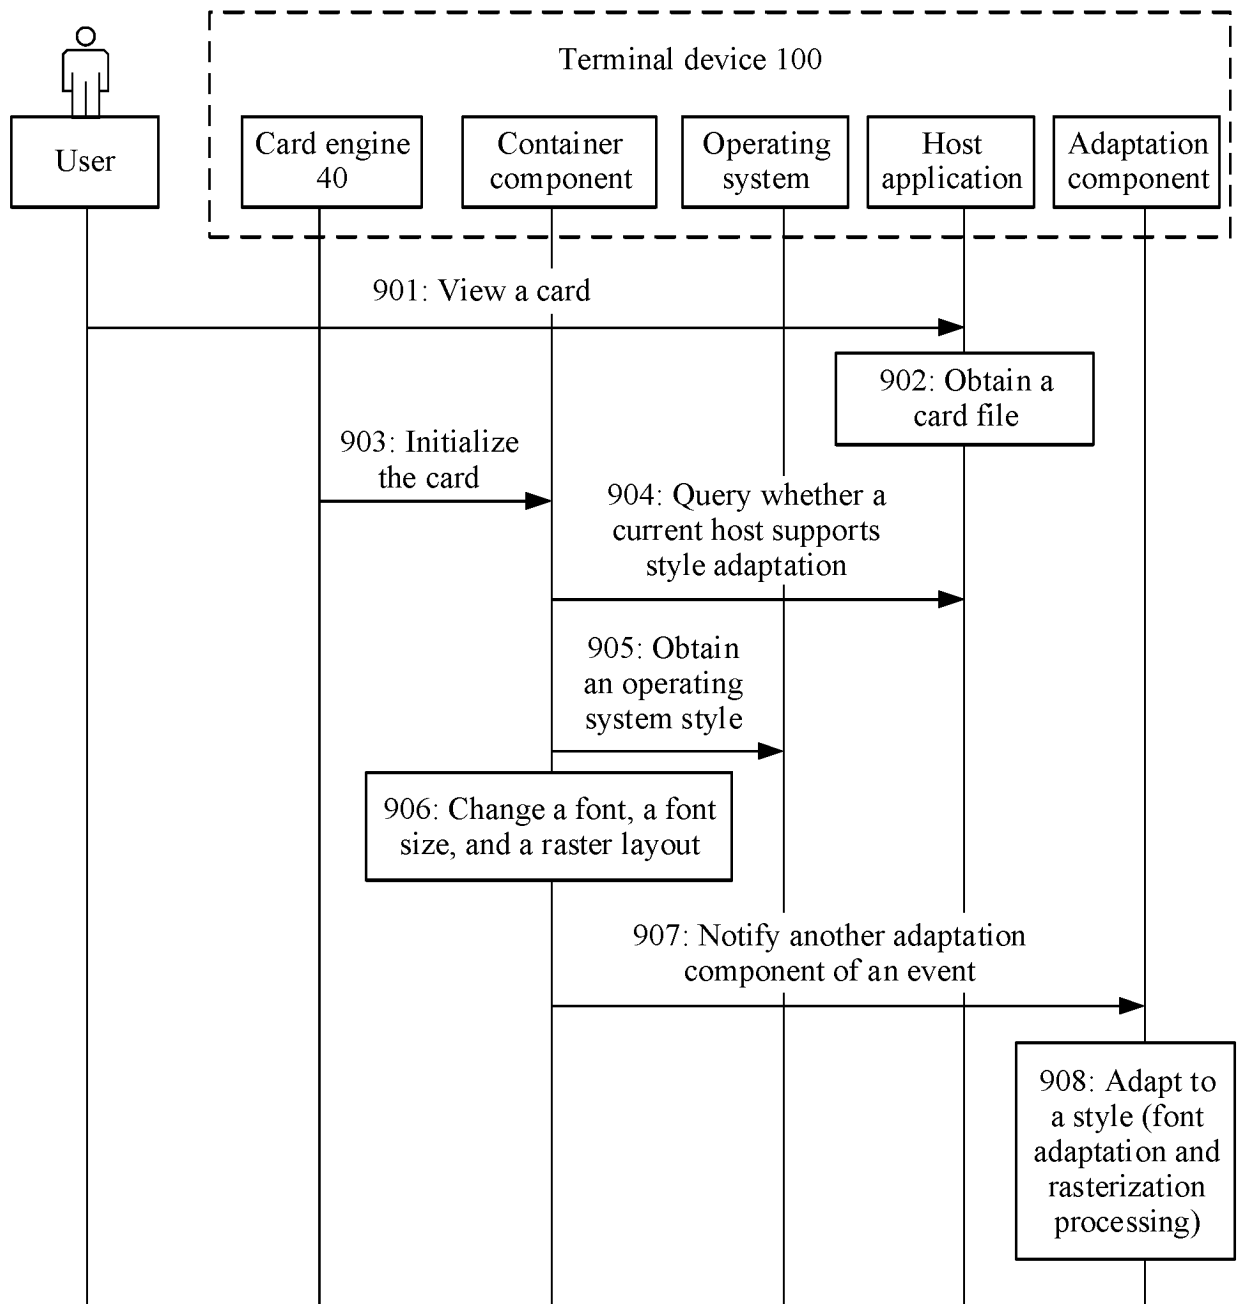 Terminal device 100
User
Card engine
40
Container
component
Operating
system
Host
application
Adaptation
component
901: View a card
902: Obtain a
card file
903: Initialize
the card
904: Query whether a
current host supports
style adaptation
905: Obtain
an operating
system style
906: Change a font, a font
size, and a raster layout
907: Notify another adaptation
component of an event
908: Adapt to
a style (font
adaptation and
rasterization
processing)